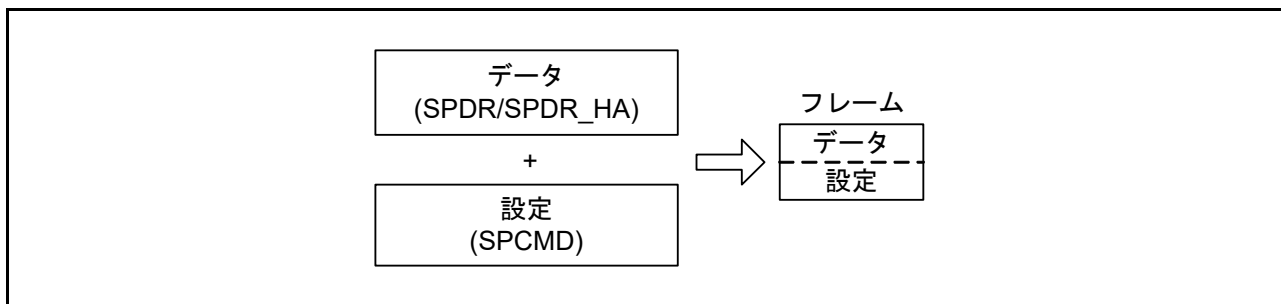 データ
(SPDR/SPDR_HA)
+
設定
(SPCMD)
フレーム
データ
設定